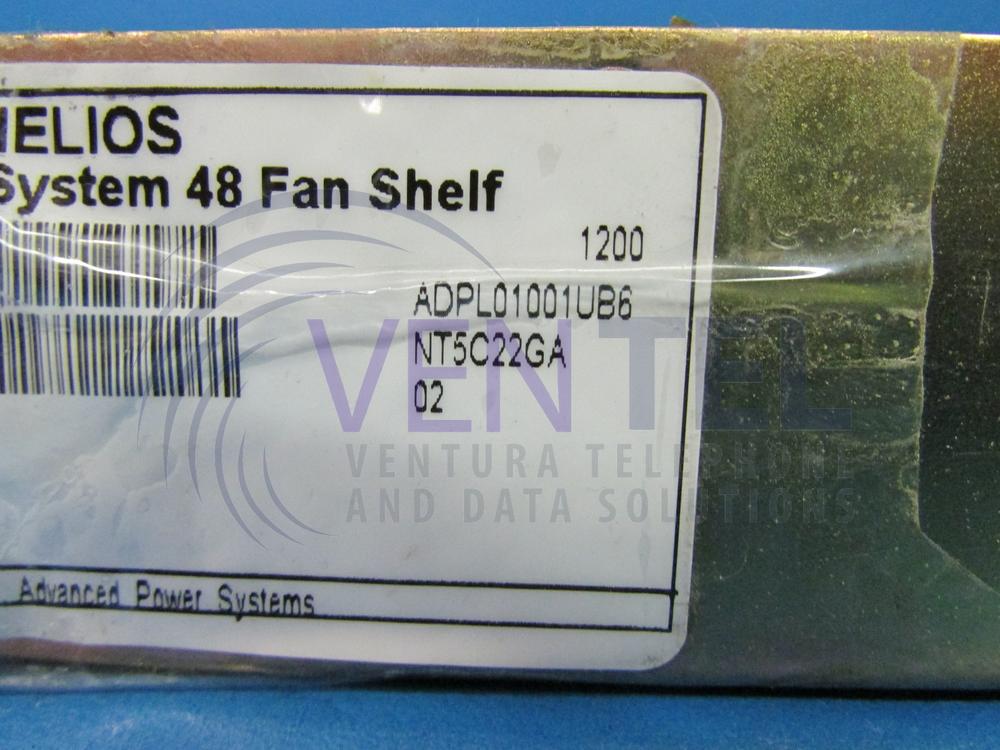 HELIOS
System 48 Fan Shelf
1200
ADPL01001UB6
NT5C22GA
02
VENTEL
VENTURA TELEPHONE
AND DATA SOLUTIONS
Advanced Power Systems